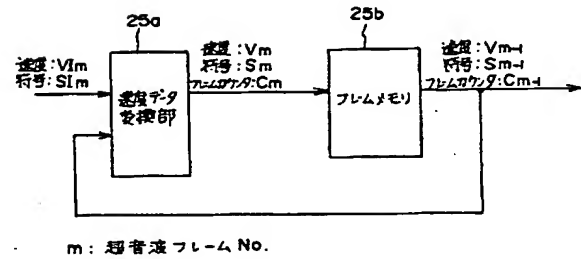 25a
25b
速度:VIm
符号:SIm
速度データ
変換部
速度:Vm
符号:Sm
フレームカウンタ:Cm
フレームメモリ
速度:Vm-1
符号:Sm-1
フレームカウンタ:Cm-1
m: 超音波フレームNo.